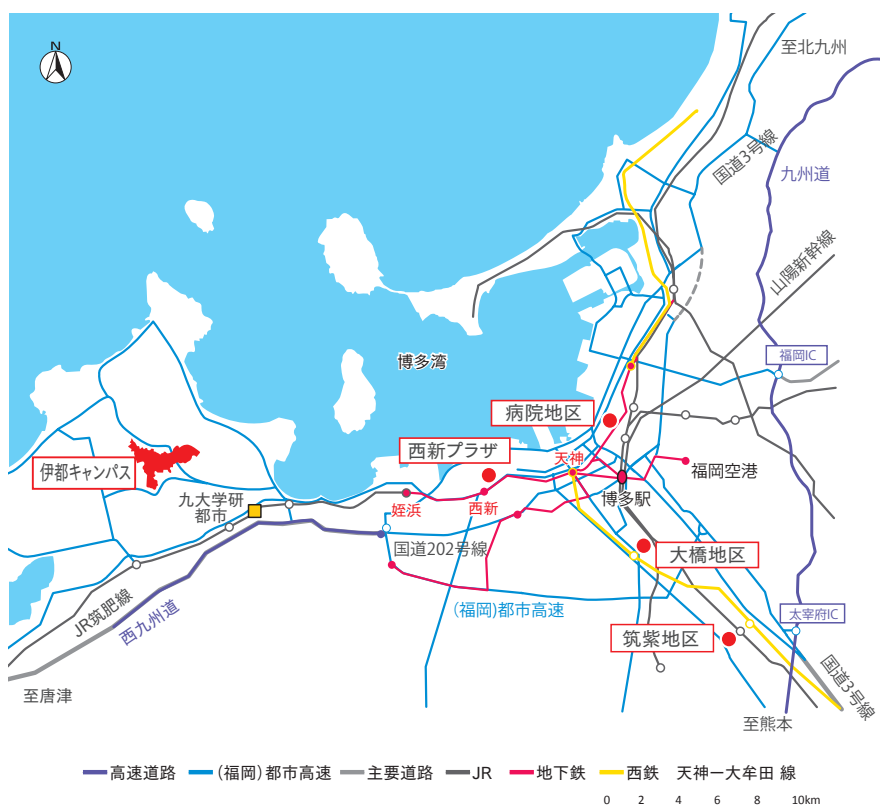 N
至北九州
国道3号線
九州道
山陽新幹線
福岡IC
博多湾
病院地区
西新プラザ
天神
伊都キャンパス
福岡空港
九大学研
都市
姪浜
西新
博多駅
国道202号線
大橋地区
JR筑肥線
西九州道
(福岡)都市高速
太宰府IC
筑紫地区
国道3号線
至唐津
至熊本
高速道路 (福岡)都市高速 主要道路 JR 地下鉄 西鉄 天神ー大牟田 線
0 2 4 6 8 10km